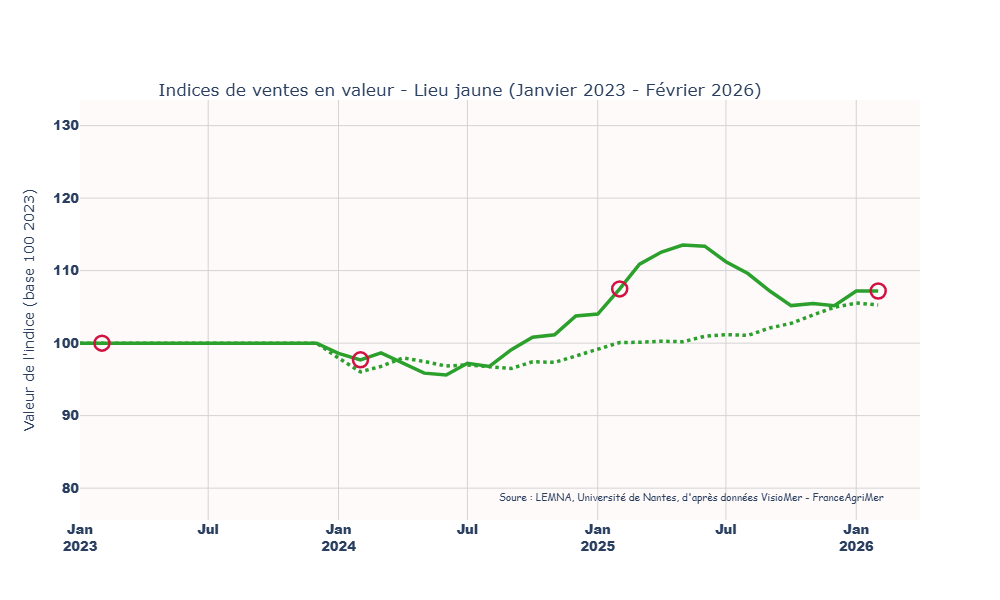 Indices de ventes en valeur - Lieu jaune (Janvier 2023 - Février 2026)
Valeur de l'indice (base 100 2023)
130
120
110
100
90
80
Soure : LEMNA, Université de Nantes, d'après données VisioMer - FranceAgriMer
Jan Jul Jan Jul Jan Jul Jan
2023 2024 2025 2026